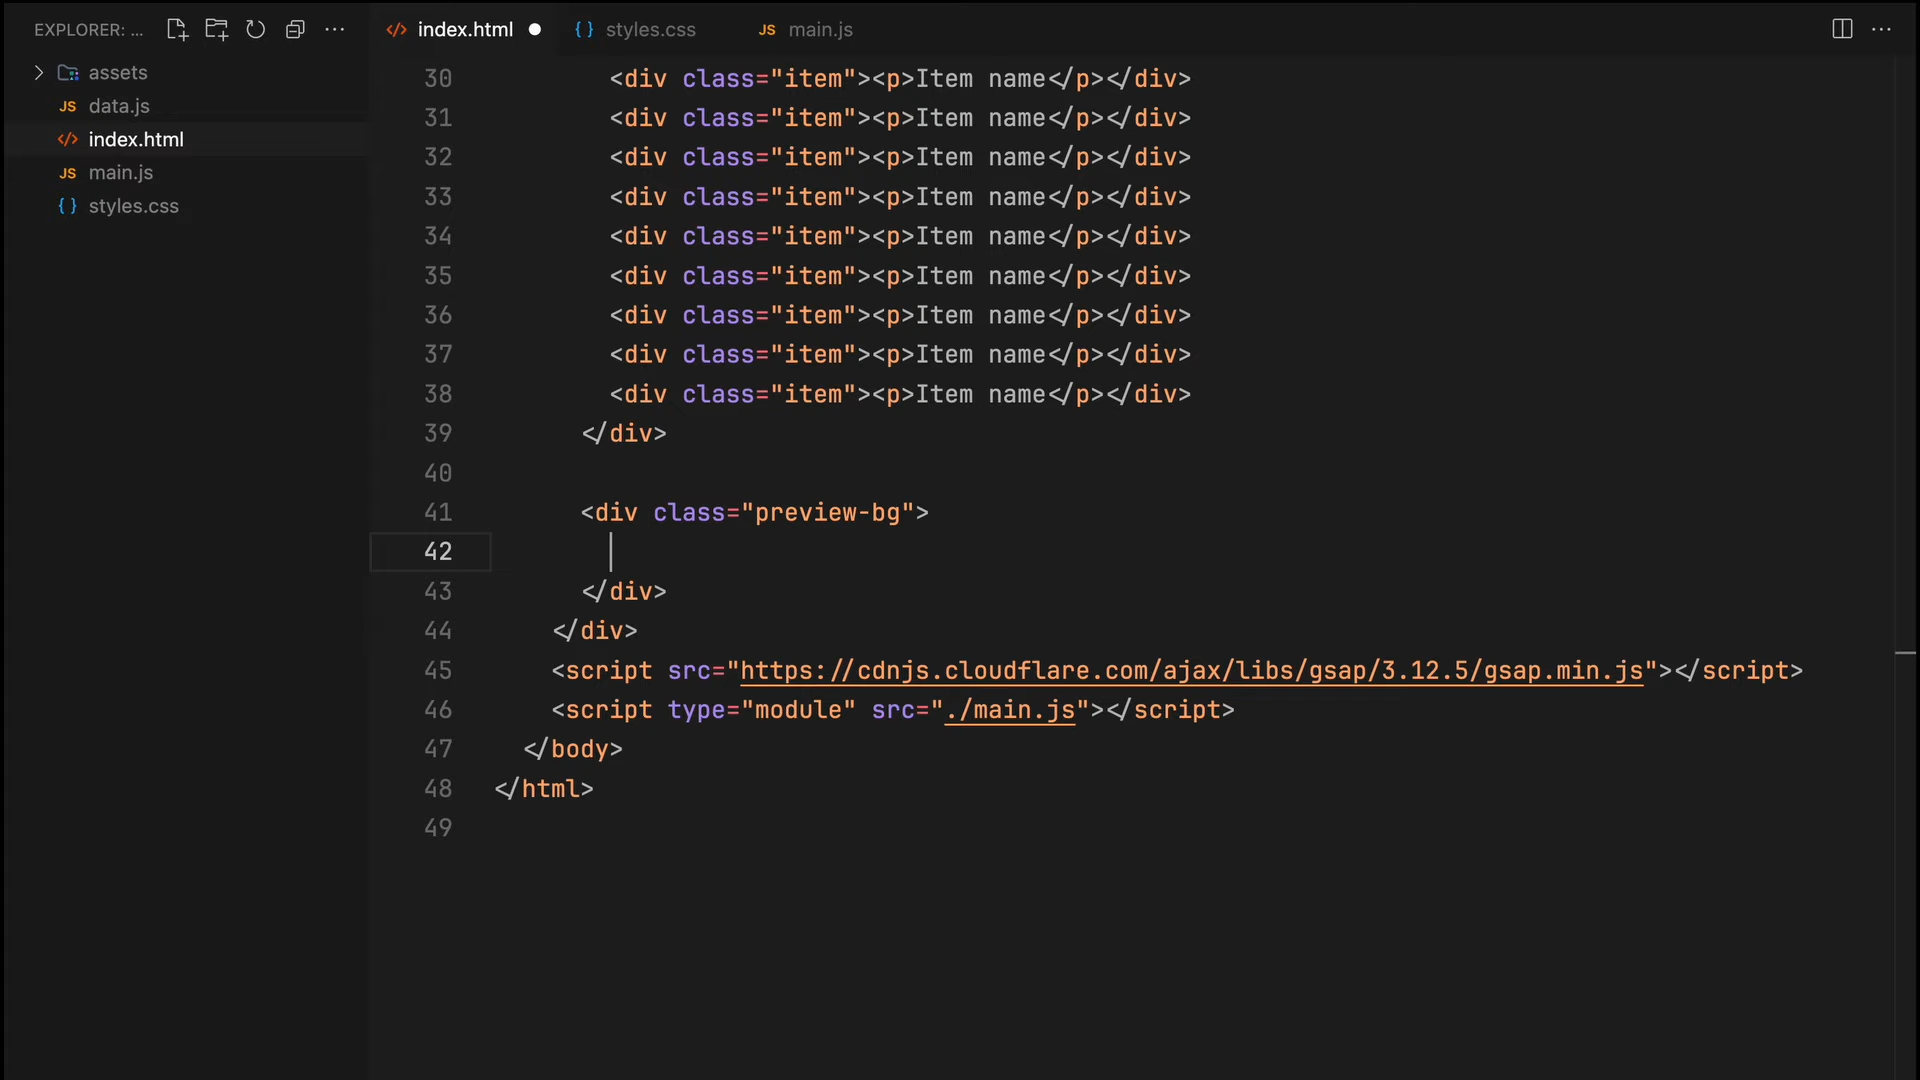 EXPLORER: ...
assets
JS data.js
</> index.html
JS main.js
{} styles.css
</> index.html
{} styles.css
JS main.js
30 <div class="item"><p>Item name</p></div>
31 <div class="item"><p>Item name</p></div>
32 <div class="item"><p>Item name</p></div>
33 <div class="item"><p>Item name</p></div>
34 <div class="item"><p>Item name</p></div>
35 <div class="item"><p>Item name</p></div>
36 <div class="item"><p>Item name</p></div>
37 <div class="item"><p>Item name</p></div>
38 <div class="item"><p>Item name</p></div>
39 </div>
40
41 <div class="preview-bg">
42
43 </div>
44 </div>
45 <script src="https://cdnjs.cloudflare.com/ajax/libs/gsap/3.12.5/gsap.min.js"></script>
46 <script type="module" src="./main.js"></script>
47 </body>
48 </html>
49